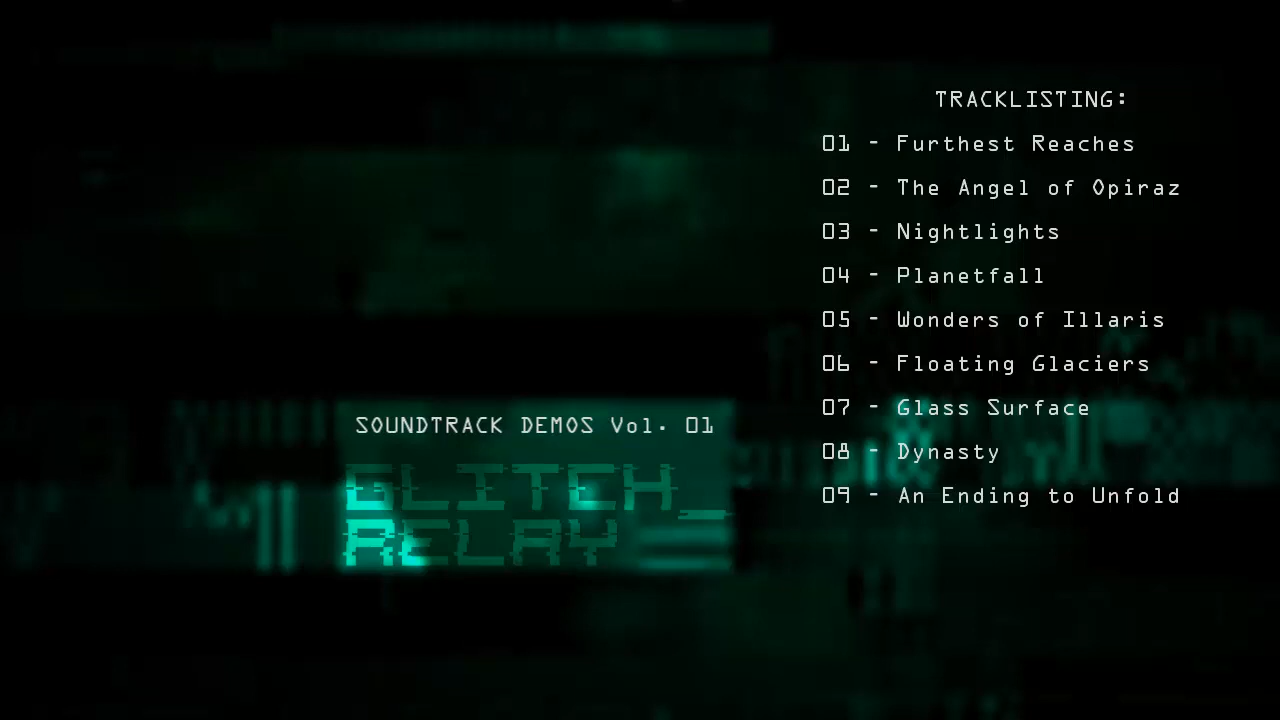 SOUNDTRACK DEMOS Vol. 01
GLITCH_
RELAY
TRACKLISTING:
01 - Furthest Reaches
02 - The Angel of Opiraz
03 - Nightlights
04 - Planetfall
05 - Wonders of Illaris
06 - Floating Glaciers
07 - Glass Surface
08 - Dynasty
09 - An Ending to Unfold